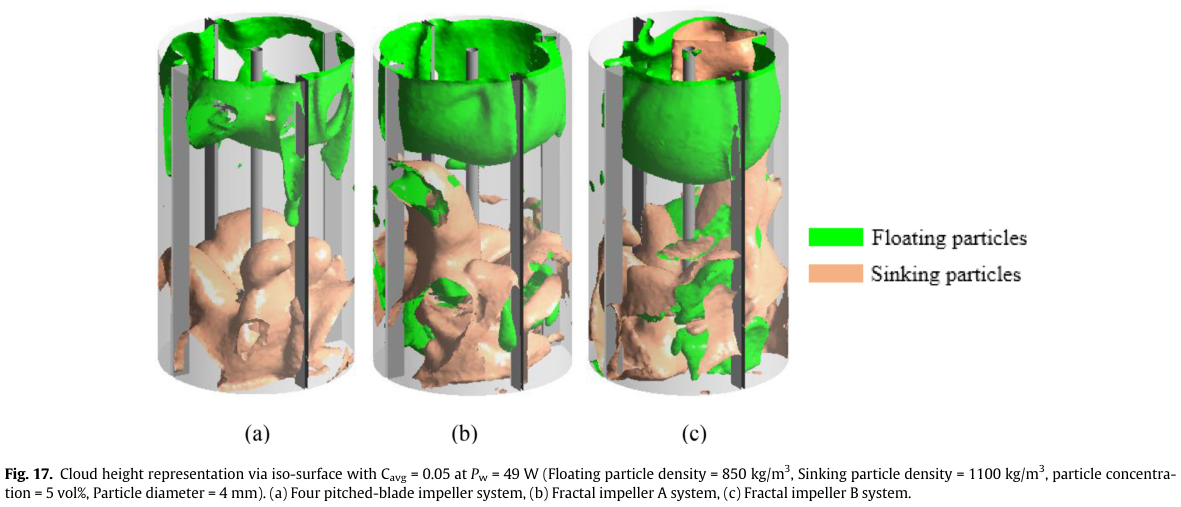 Floating particles
Sinking particles
(a)
(b)
(c)
Fig. 17. Cloud height representation via iso-surface with Cavg = 0.05 at Pw = 49 W (Floating particle density = 850 kg/m3, Sinking particle density = 1100 kg/m3, particle concentra-
tion = 5 vol%, Particle diameter = 4 mm). (a) Four pitched-blade impeller system, (b) Fractal impeller A system, (c) Fractal impeller B system.